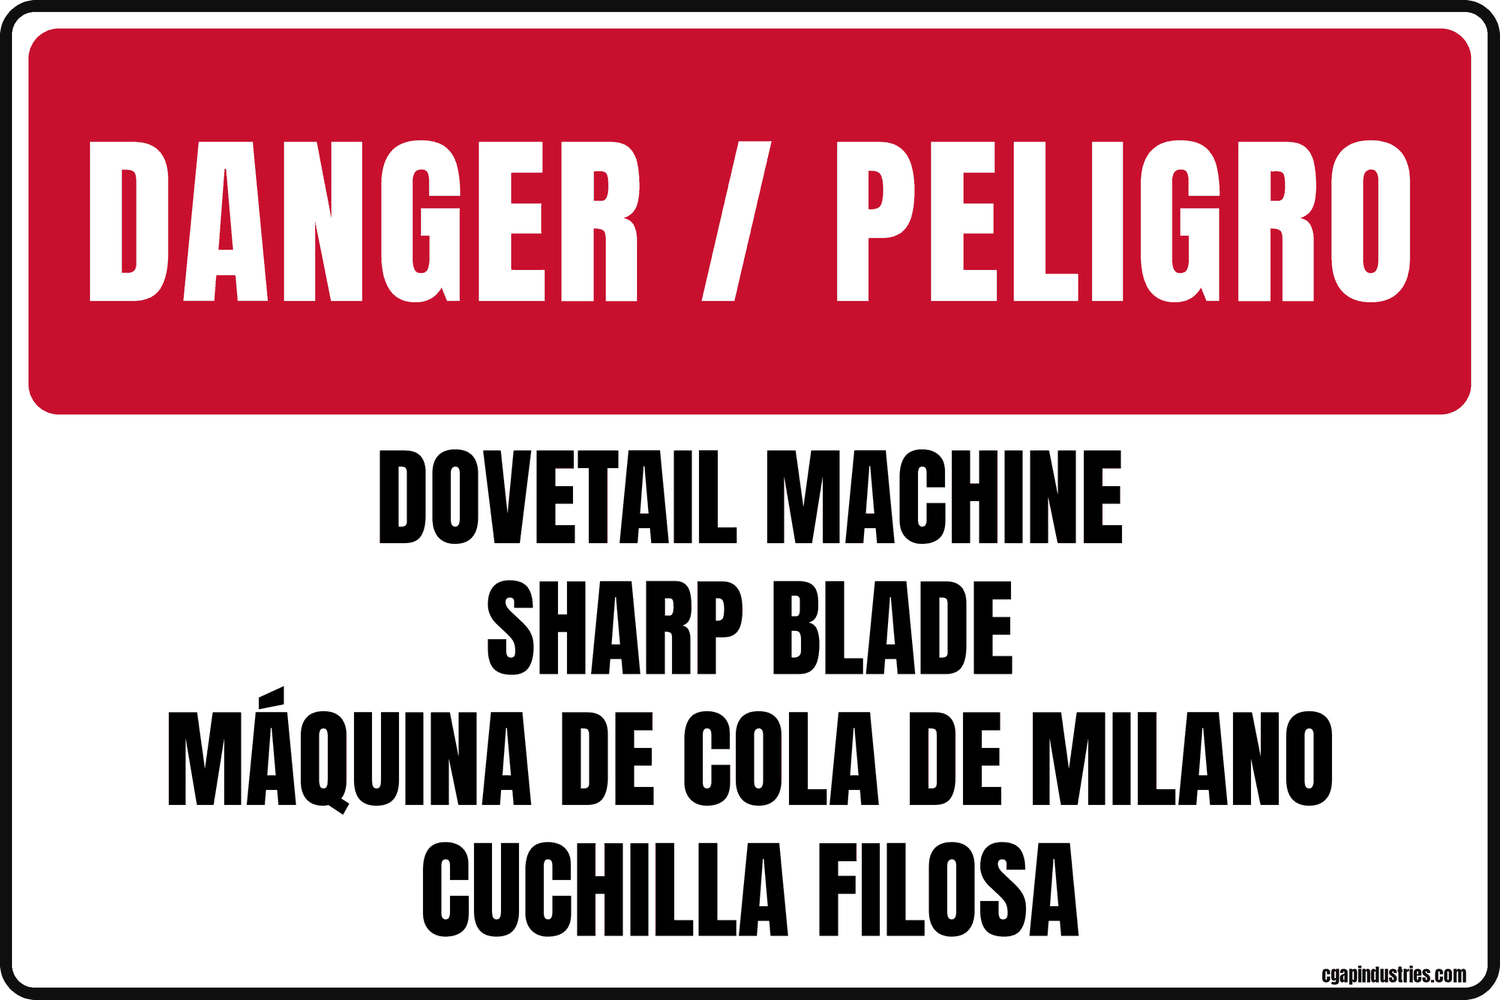 DANGER / PELIGRO
DOVETAIL MACHINE
SHARP BLADE
MÁQUINA DE COLA DE MILANO
CUCHILLA FILOSA
cgapindustries.com